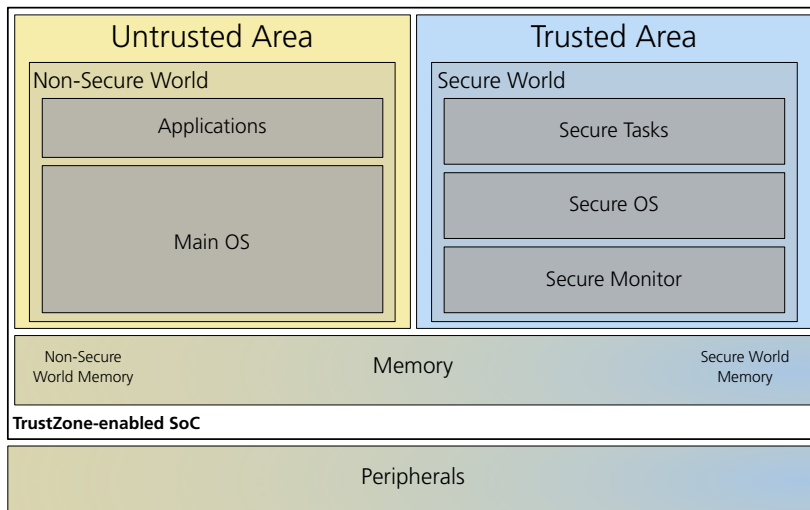 Untrusted Area
Trusted Area
Non-Secure World
Secure World
Applications
Main OS
Secure Tasks
Secure OS
Secure Monitor
Non-Secure
World Memory
Memory
Secure World
Memory
TrustZone-enabled SoC
Peripherals